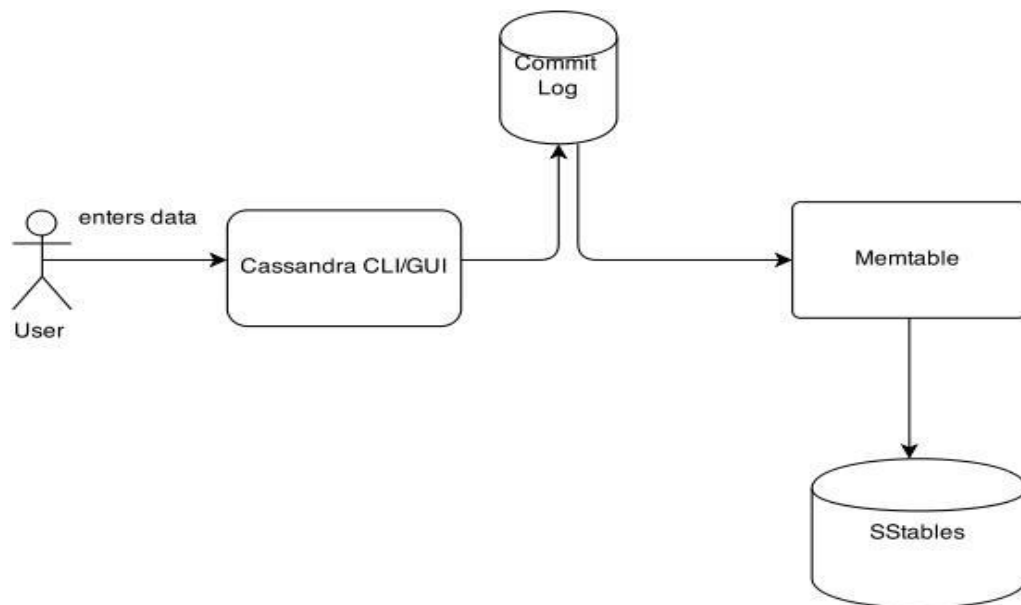 Commit
Log
enters data
Cassandra CLI/GUI
Memtable
User
SStables